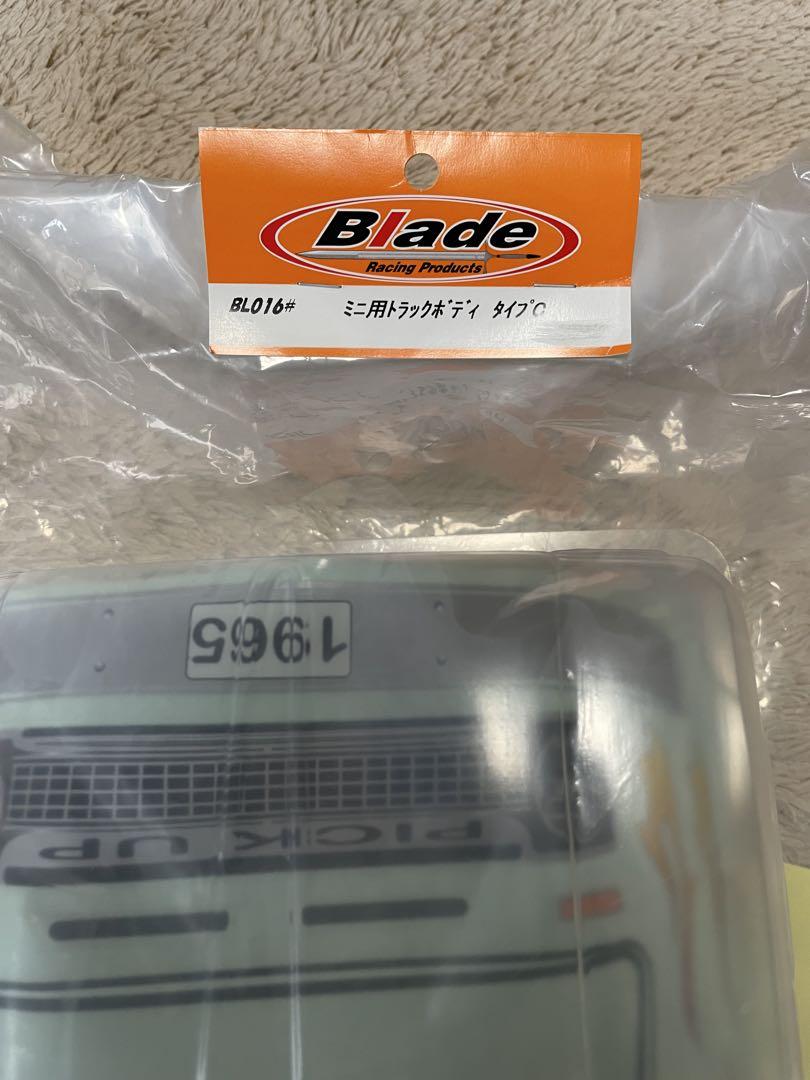 Blade
Racing Products
BL016# ミニ用トラックボディ タイプC
1965
PICK UP